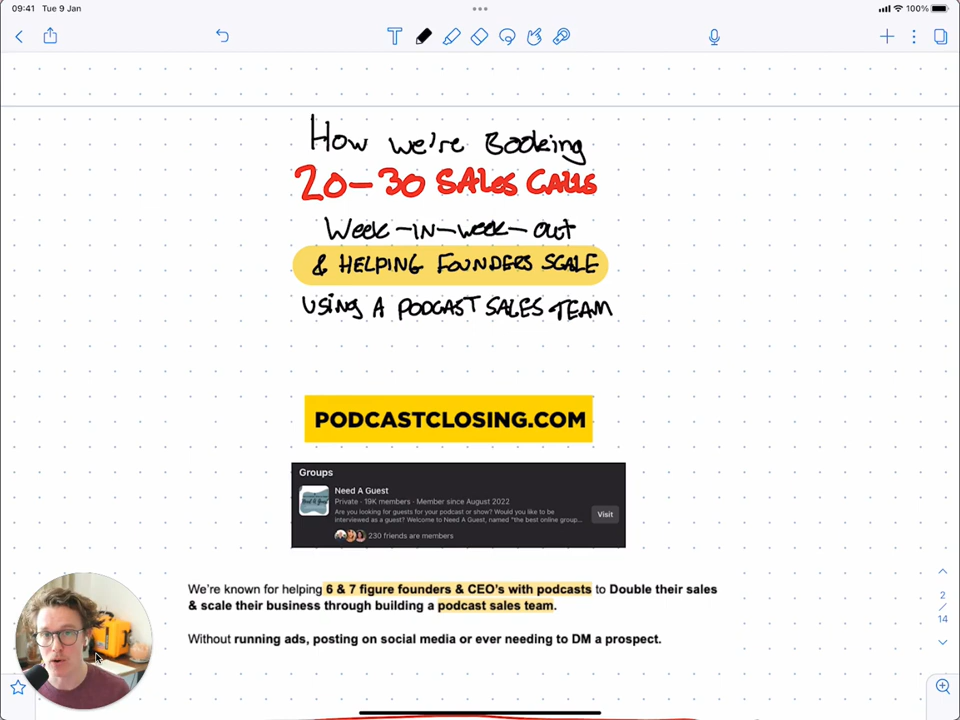 09:41 Tue 9 Jan
100%
How we're Booking
20-30 SALES CALLS
Week-in-week-out
& HELPING FOUNDERS SCALE
USING A PODCAST SALES TEAM
PODCASTCLOSING.COM
Groups
Need A Guest
Private · 19K members · Member since August 2022
Are you looking for guests for your podcast or show? Would you like to be
interviewed as a guest? Welcome to Need A Guest, named "the best online group...
Visit
230 friends are members
We're known for helping 6 & 7 figure founders & CEO's with podcasts to Double their sales
& scale their business through building a podcast sales team.
Without running ads, posting on social media or ever needing to DM a prospect.
2
/
14